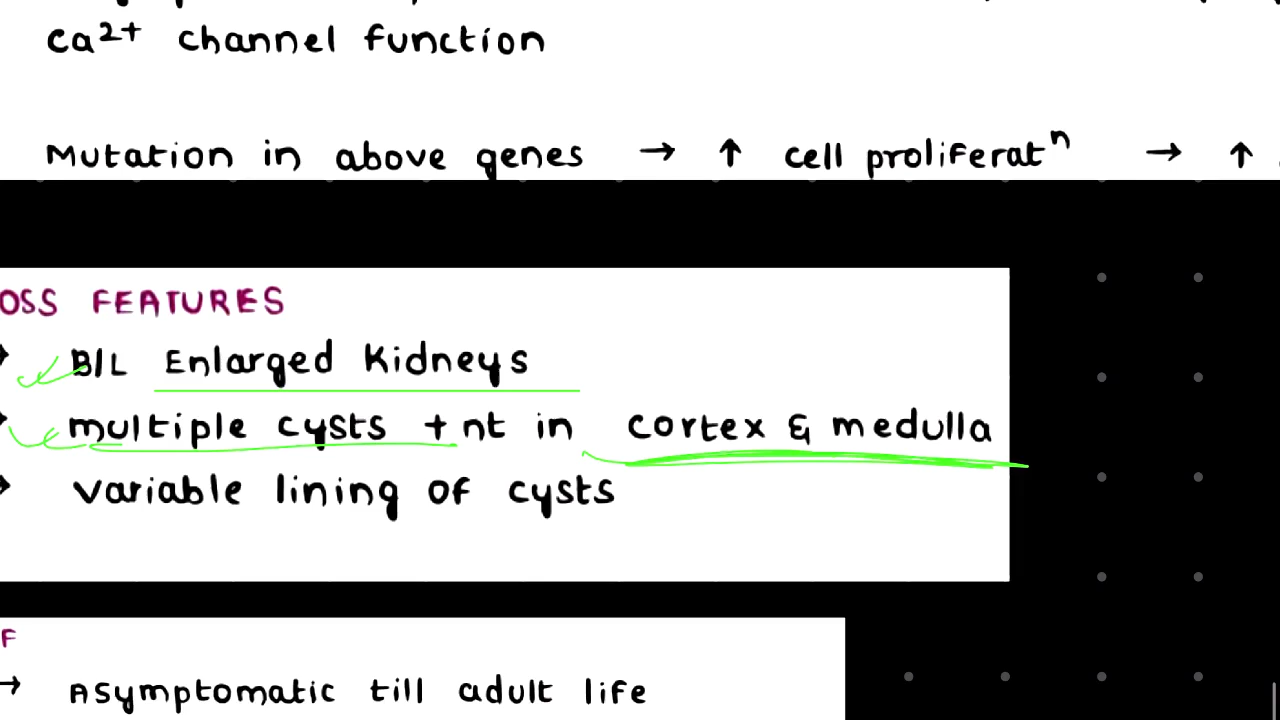 ca²⁺ channel function
Mutation in above genes → ↑ cell proliferatⁿ → ↑
OSS FEATURES
→ B/L Enlarged Kidneys
→ multiple cysts +nt in cortex & medulla
→ variable lining of cysts
F
→ Asymptomatic till adult life